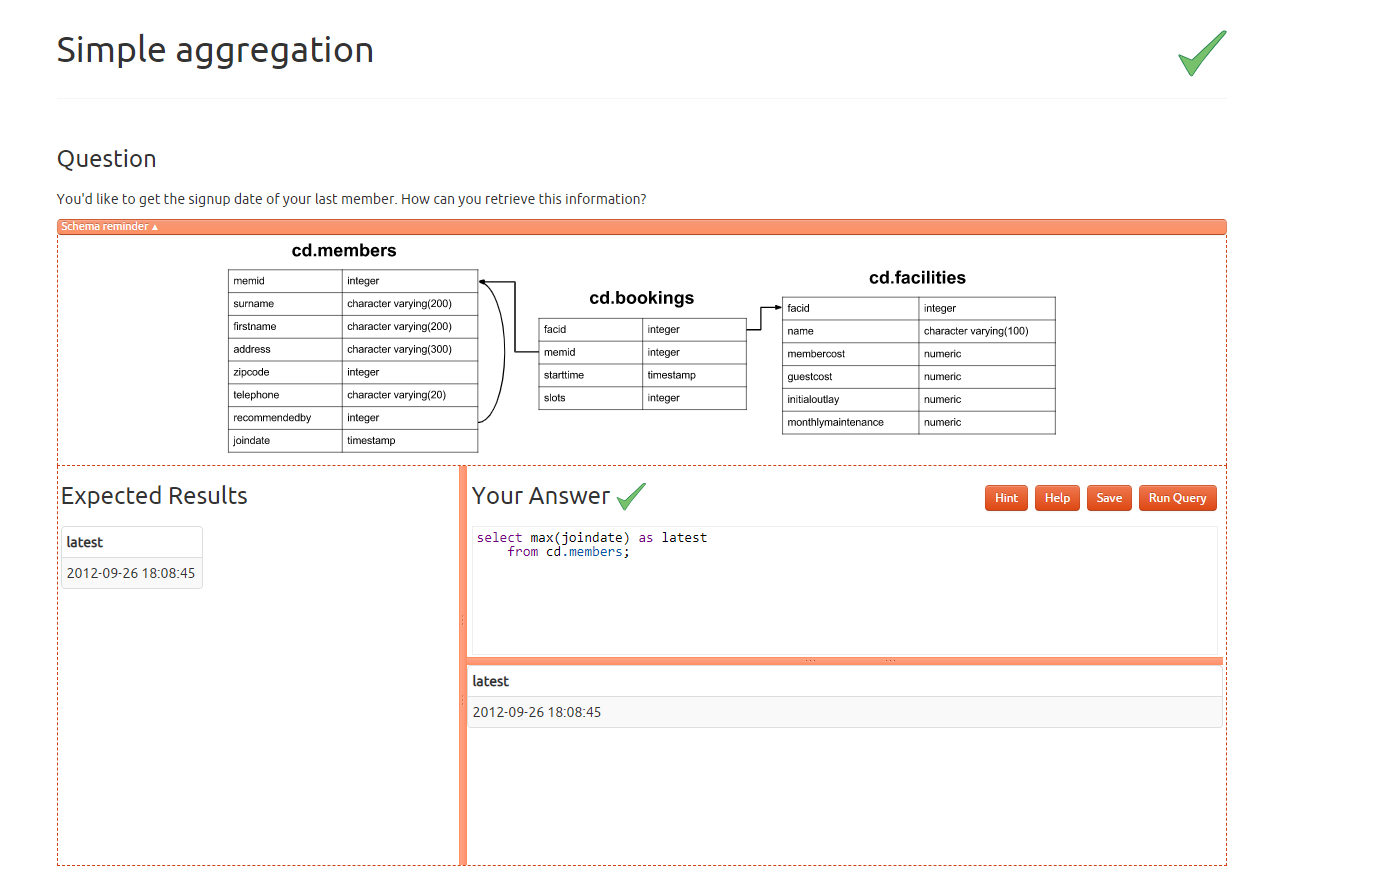 Simple aggregation
Question
You'd like to get the signup date of your last member. How can you retrieve this information?
Schema reminder ▴
cd.members
memid integer
surname character varying(200)
firstname character varying(200)
address character varying(300)
zipcode integer
telephone character varying(20)
recommendedby integer
joindate timestamp
cd.bookings
facid integer
memid integer
starttime timestamp
slots integer
cd.facilities
facid integer
name character varying(100)
membercost numeric
guestcost numeric
initialoutlay numeric
monthlymaintenance numeric
Expected Results
latest
2012-09-26 18:08:45
Your Answer
Hint Help Save Run Query
select max(joindate) as latest
from cd.members;
latest
2012-09-26 18:08:45